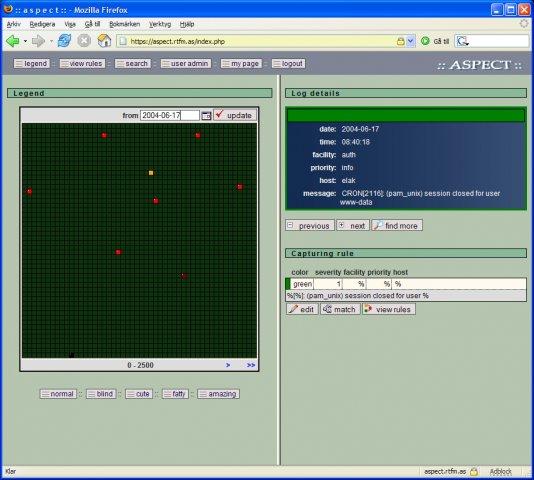 :: a s p e c t :: - Mozilla Firefox
Arkiv Redigera Visa Gå till Bokmärken Verktyg Hjälp
https://aspect.rtfm.as/index.php Gå till
legend :: view rules :: search :: user admin :: my page :: logout
:: ASPECT ::
Legend
from 2004-06-17 update
0 - 2500 > >>
normal :: blind :: cute :: fatty :: amazing
Log details
date: 2004-06-17
time: 08:40:18
facility: auth
priority: info
host: elak
message: CRON[2116]: (pam_unix) session closed for user
www-data
previous next find more
Capturing rule
color severity facility priority host
green 1 % % %
%[%]: (pam_unix) session closed for user %
edit match view rules
Klar aspect.rtfm.as Adblock